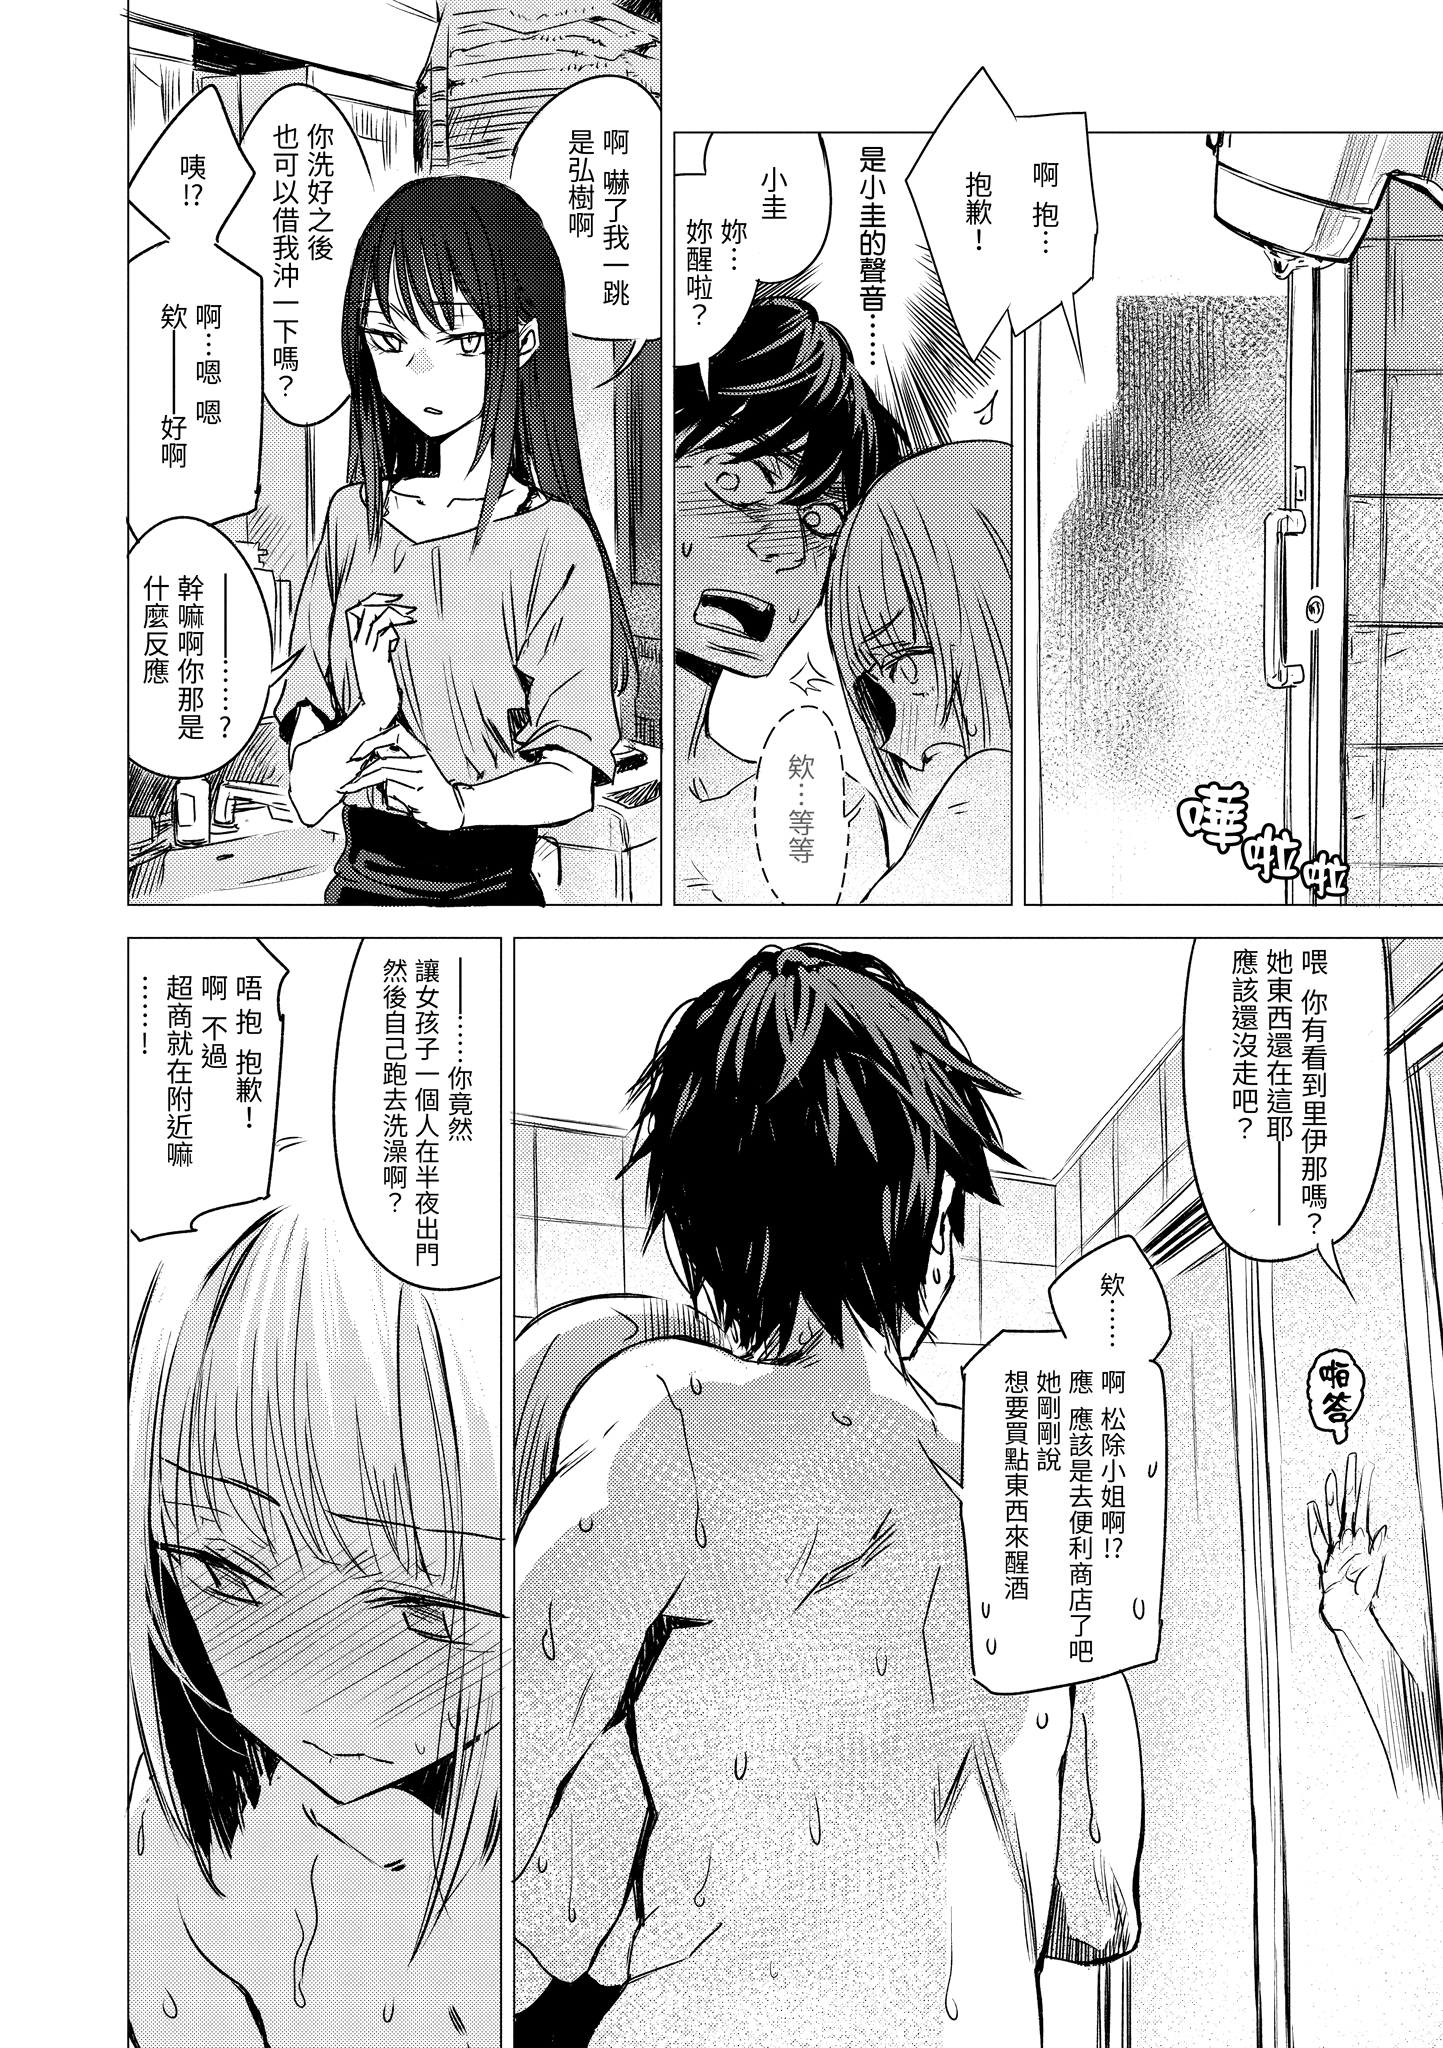 啊 抱…
抱歉！
嘩啦啦
是小圭的聲音……
小圭
妳…
妳醒啦？
欸…等等
啊 嚇了我一跳
是弘樹啊
你洗好之後
也可以借我沖一下嗎？
咦!?
啊…嗯 嗯
欸——好啊
——……？
幹嘛啊你那是
什麼反應
喂 你有看到里伊那嗎？
她東西還在這耶——
應該還沒走吧？
啪答
欸……
啊 松除小姐啊!?
應 應該是去便利商店了吧
她剛剛說
想要買點東西來醒酒
——……你竟然
讓女孩子一個人在半夜出門
然後自己跑去洗澡啊？
唔 抱 抱歉！
啊 不過
超商就在附近嘛
……！